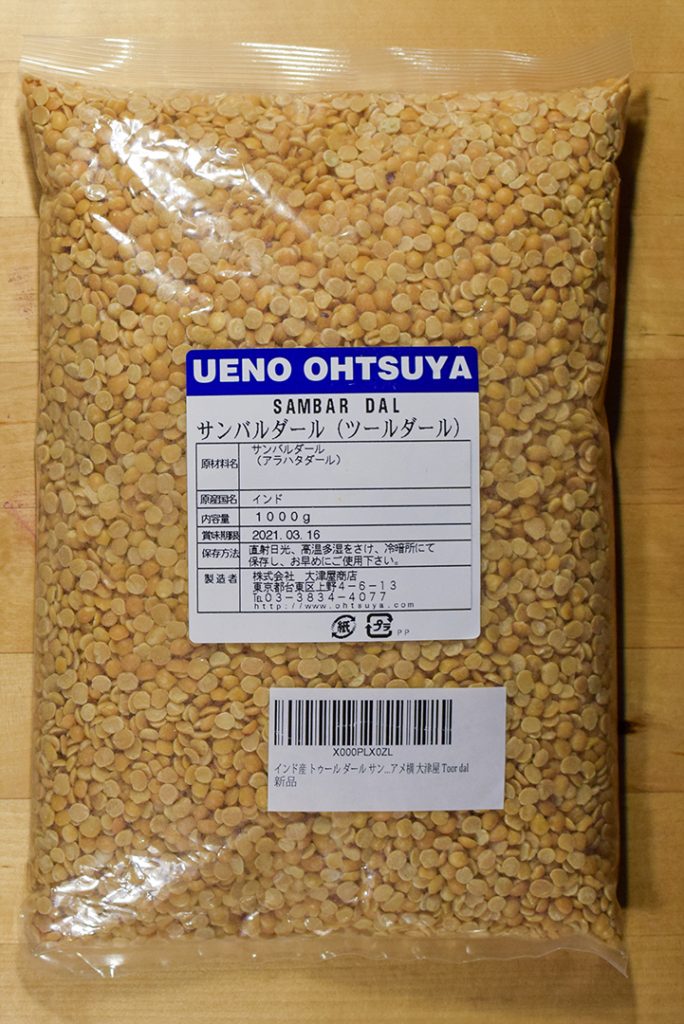 UENO OHTSUYA
SAMBAR DAL
サンバルダール（ツールダール）
原材料名 サンバルダール
（アラハタダール）
原産国名 インド
内容量 1000g
賞味期限 2021.03.16
保存方法 直射日光、高温多湿をさけ、冷暗所にて
保存し、お早めにご使用下さい。
製造者 株式会社 大津屋商店
東京都台東区上野4-6-13
℡03-3834-4077
http://www.ohtsuya.com
紙 プラ PP
X000PLX0ZL
インド産 トゥール ダール サン...アメ横 大津屋 Toor dal
新品